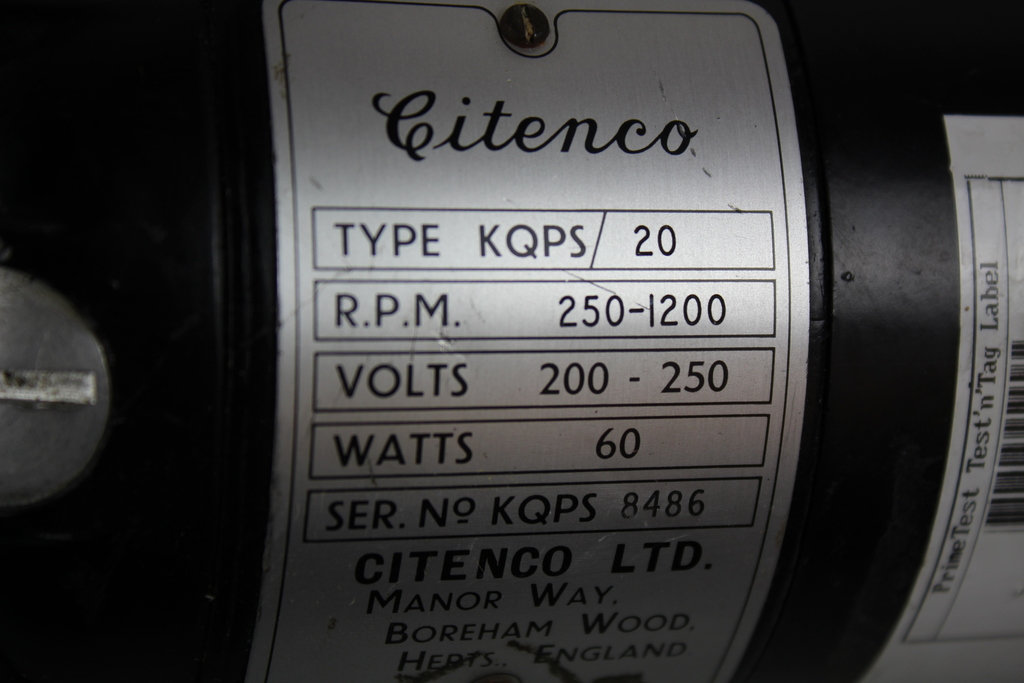 Citenco
TYPE KQPS/ 20
R.P.M. 250-1200
VOLTS 200 - 250
WATTS 60
SER. Nº KQPS 8486
CITENCO LTD.
MANOR WAY.
BOREHAM WOOD.
HERTS., ENGLAND
PrimeTest Test'n'Tag Label